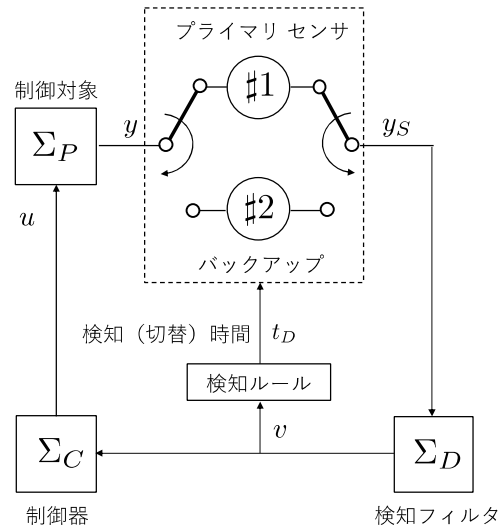 プライマリ センサ
♯1
制御対象
y
y_S
Σ_P
♯2
u
バックアップ
検知（切替）時間 t_D
検知ルール
v
Σ_C
Σ_D
制御器
検知フィルタ